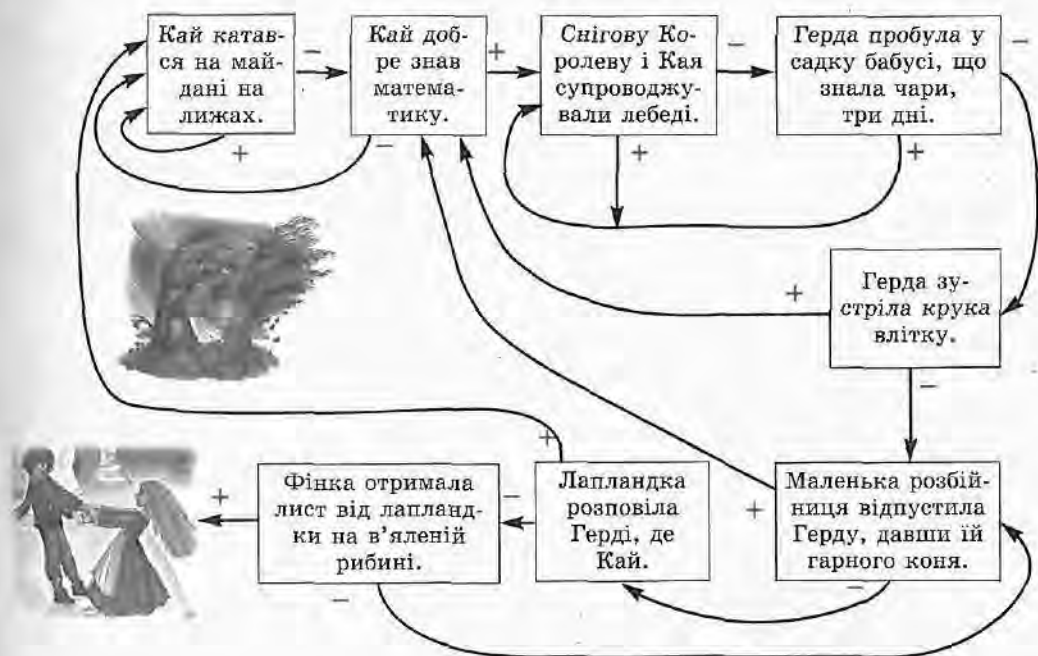 Кай катав-
ся на май-
дані на
лижах.
−
+
Кай доб-
ре знав
матема-
тику.
+
−
Снігову Ко-
ролеву і Кая
супроводжу-
вали лебеді.
−
+
Герда пробула у
садку бабусі, що
знала чари,
три дні.
−
+
Герда зу-
стріла крука
влітку.
+
−
Маленька розбій-
ниця відпустила
Герду, давши їй
гарного коня.
+
−
Лапландка
розповіла
Герді, де
Кай.
+
−
Фінка отримала
лист від лапланд-
ки на в’яленій
рибині.
+
−